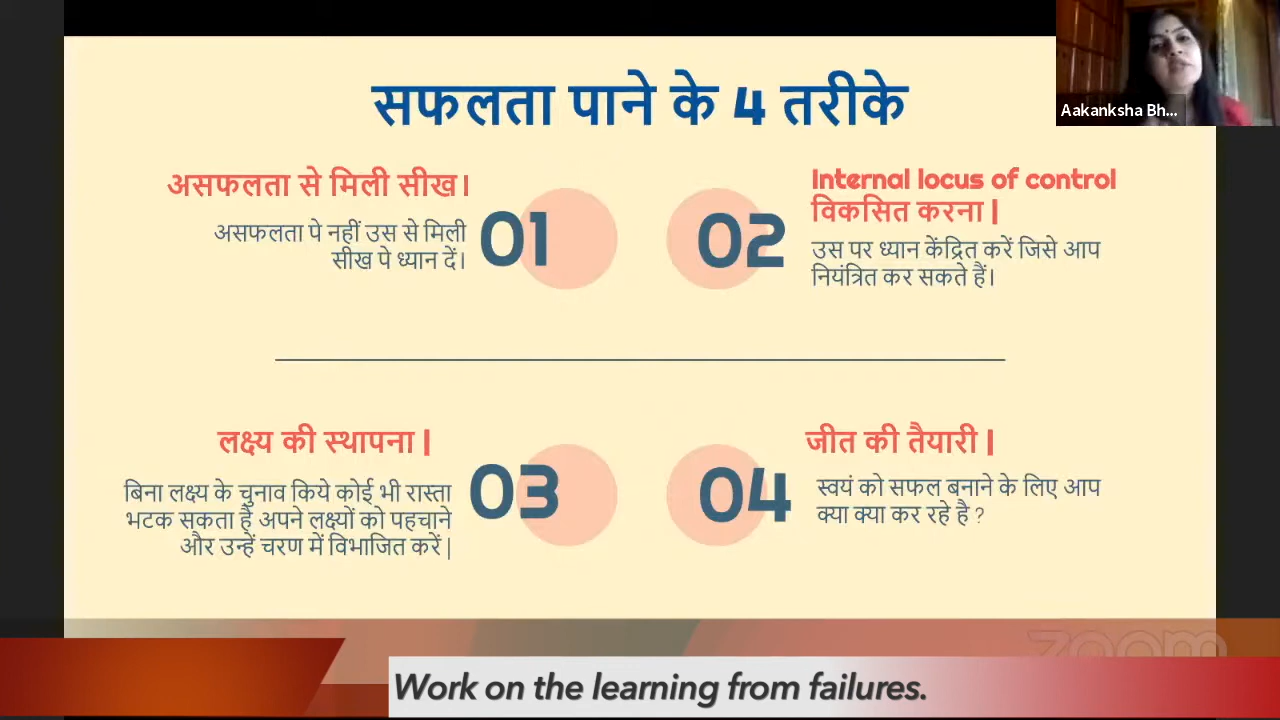 सफलता पाने के 4 तरीके
Aakanksha Bh...
असफलता से मिली सीख।
01
असफलता पे नहीं उस से मिली
सीख पे ध्यान दें।
02
Internal locus of control
विकसित करना |
उस पर ध्यान केंद्रित करें जिसे आप
नियंत्रित कर सकते हैं।
लक्ष्य की स्थापना |
03
बिना लक्ष्य के चुनाव किये कोई भी रास्ता
भटक सकता है अपने लक्ष्यों को पहचाने
और उन्हें चरण में विभाजित करें |
04
जीत की तैयारी |
स्वयं को सफल बनाने के लिए आप
क्या क्या कर रहे है ?
zoom
Work on the learning from failures.